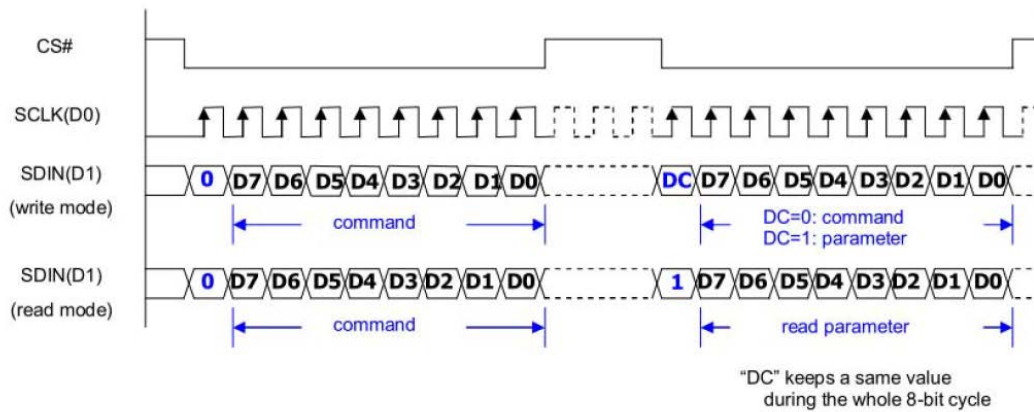 CS#
SCLK(D0)
SDIN(D1) 0 D7 D6 D5 D4 D3 D2 D1 D0 DC D7 D6 D5 D4 D3 D2 D1 D0
(write mode) command DC=0: command
DC=1: parameter
SDIN(D1) 0 D7 D6 D5 D4 D3 D2 D1 D0 1 D7 D6 D5 D4 D3 D2 D1 D0
(read mode)
command read parameter
"DC" keeps a same value
during the whole 8-bit cycle